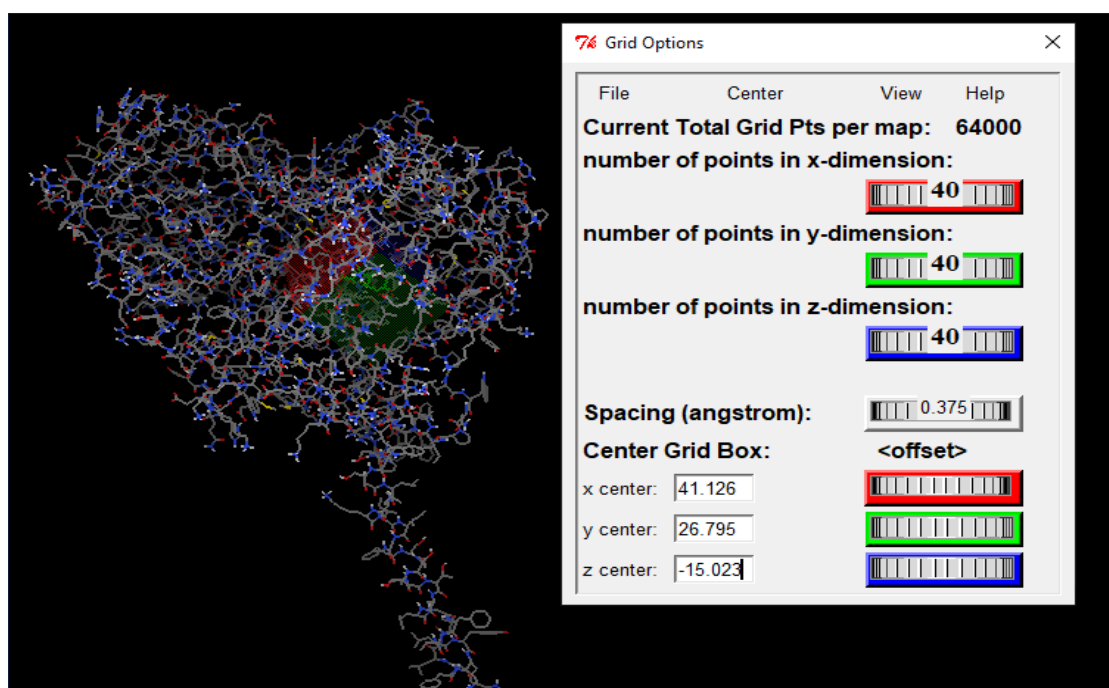 Grid Options
File Center View Help
Current Total Grid Pts per map: 64000
number of points in x-dimension:
40
number of points in y-dimension:
40
number of points in z-dimension:
40
Spacing (angstrom): 0.375
Center Grid Box: <offset>
x center: 41.126
y center: 26.795
z center: -15.023